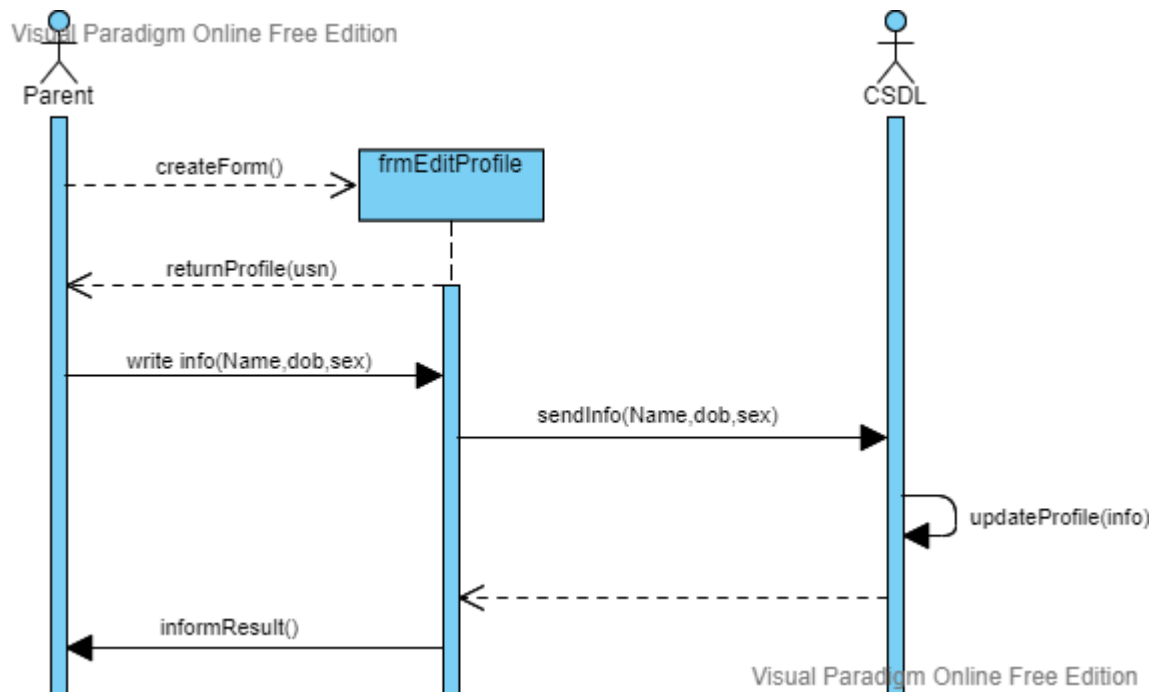 Visual Paradigm Online Free Edition
Parent
CSDL
createForm()
frmEditProfile
returnProfile(usn)
write info(Name,dob,sex)
sendInfo(Name,dob,sex)
updateProfile(info)
informResult()
Visual Paradigm Online Free Edition